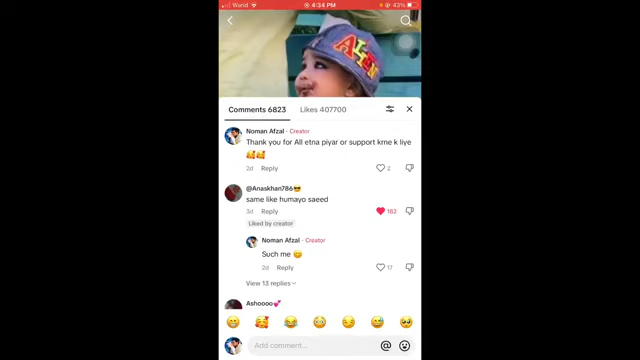 World
4:34 PM
43%
ALLEN
Comments 6823
Likes 407700
Noman Afzal · Creator
Thank you for All etna piyar or support krne k liye
🥰🥰
2d Reply 2
@Anaskhan786😎
same like humayo saeed
3d Reply 182
Liked by creator
Noman Afzal · Creator
Such me 😊
2d Reply 17
View 13 replies
Ashoooo💕
Add comment...